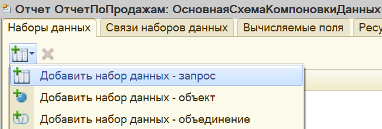 Отчет ОтчетПоПродажам: ОсновнаяСхемаКомпоновкиДанных
Наборы данных Связи наборов данных Вычисляемые поля Ресу
Добавить набор данных - запрос
Добавить набор данных - объект
Добавить набор данных - объединение